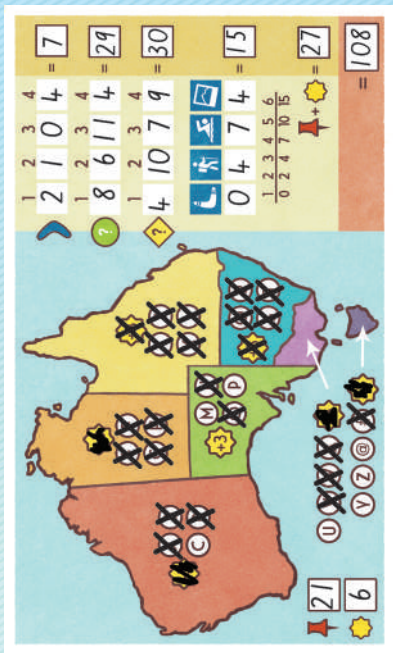 1 2 3 4
2 1 0 4 = 7
1 2 3 4
? 8 6 11 4 = 29
1 2 3 4
? 4 10 7 9 = 30
0 4 7 4 = 15
1 2 3 4 5 6
0 2 4 7 10 15
+ = 27
= 108
C
+3
M
P
U
Y Z @
21
6